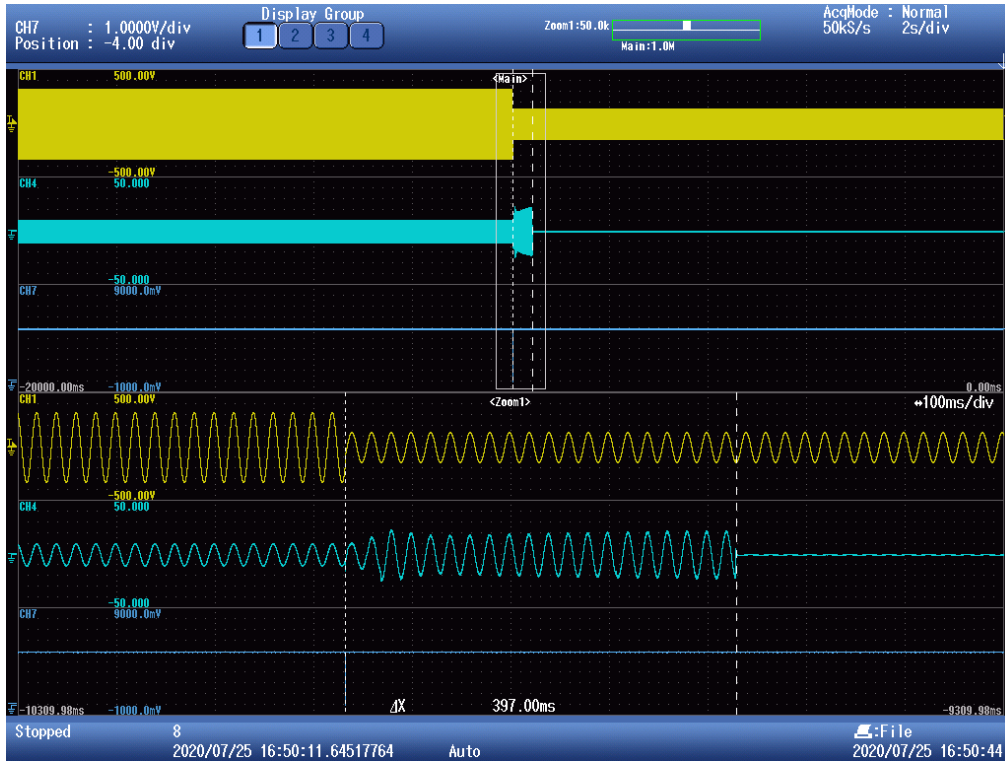 CH7 : 1.0000V/div
Position : -4.00 div
Display Group
1 2 3 4
Zoom1:50.0k
Main:1.0M
AcqMode : Normal
50kS/s 2s/div
CH1 500.00V
<Main>
-500.00V
CH4 50.000
-50.000
CH7 9000.0mV
-20000.00ms -1000.0mV 0.00ms
CH1 500.00V <Zoom1> 100ms/div
-500.00V
CH4 50.000
-50.000
CH7 9000.0mV
ΔX 397.00ms
-10309.98ms -1000.0mV -9309.98ms
Stopped 8 :File
2020/07/25 16:50:11.64517764 Auto 2020/07/25 16:50:44